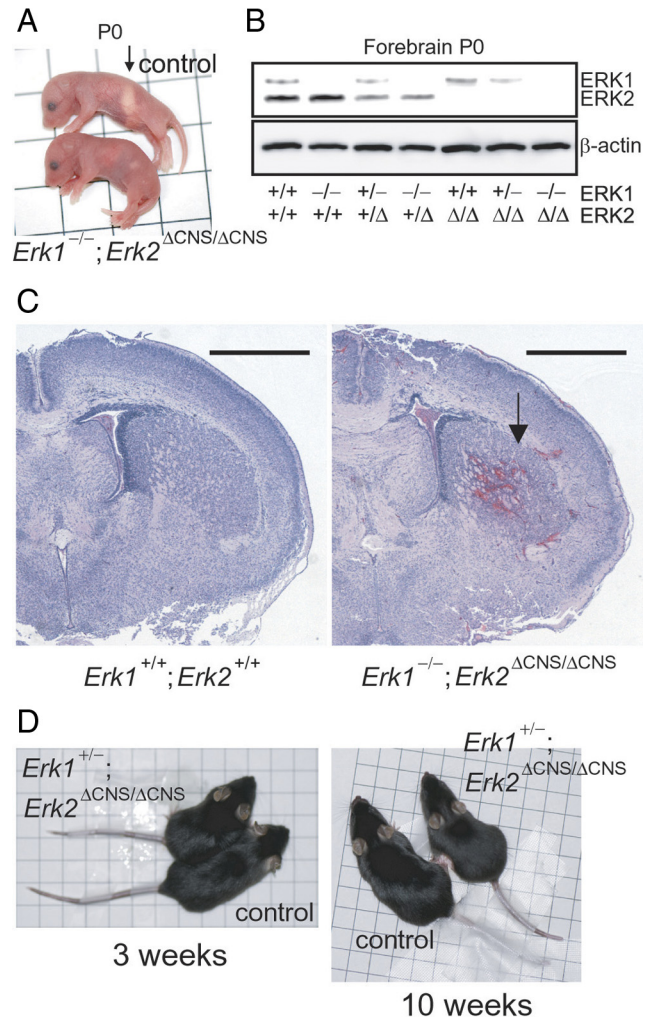 A
P0
control
Erk1−/−;Erk2ΔCNS/ΔCNS
B
Forebrain P0
ERK1
ERK2
β-actin
+/+ −/− +/− −/− +/+ +/− −/− ERK1
+/+ +/+ +/Δ +/Δ Δ/Δ Δ/Δ Δ/Δ ERK2
C
Erk1+/+;Erk2+/+
Erk1−/−;Erk2ΔCNS/ΔCNS
D
Erk1+/−;
Erk2ΔCNS/ΔCNS
control
3 weeks
Erk1+/−;
Erk2ΔCNS/ΔCNS
control
10 weeks